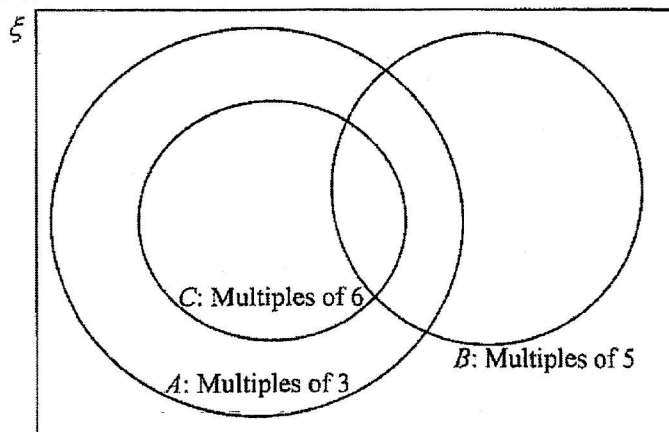 ξ
C: Multiples of 6
B: Multiples of 5
A: Multiples of 3